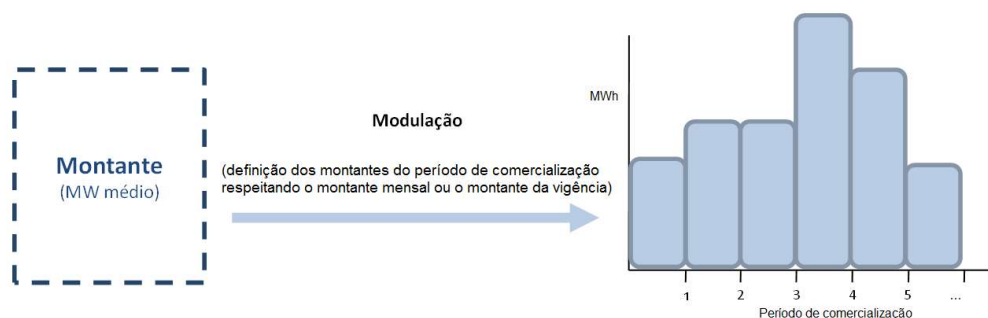 Montante
(MW médio)
Modulação
(definição dos montantes do período de comercialização
respeitando o montante mensal ou o montante da vigência)
MWh
1 2 3 4 5 ...
Período de comercialização